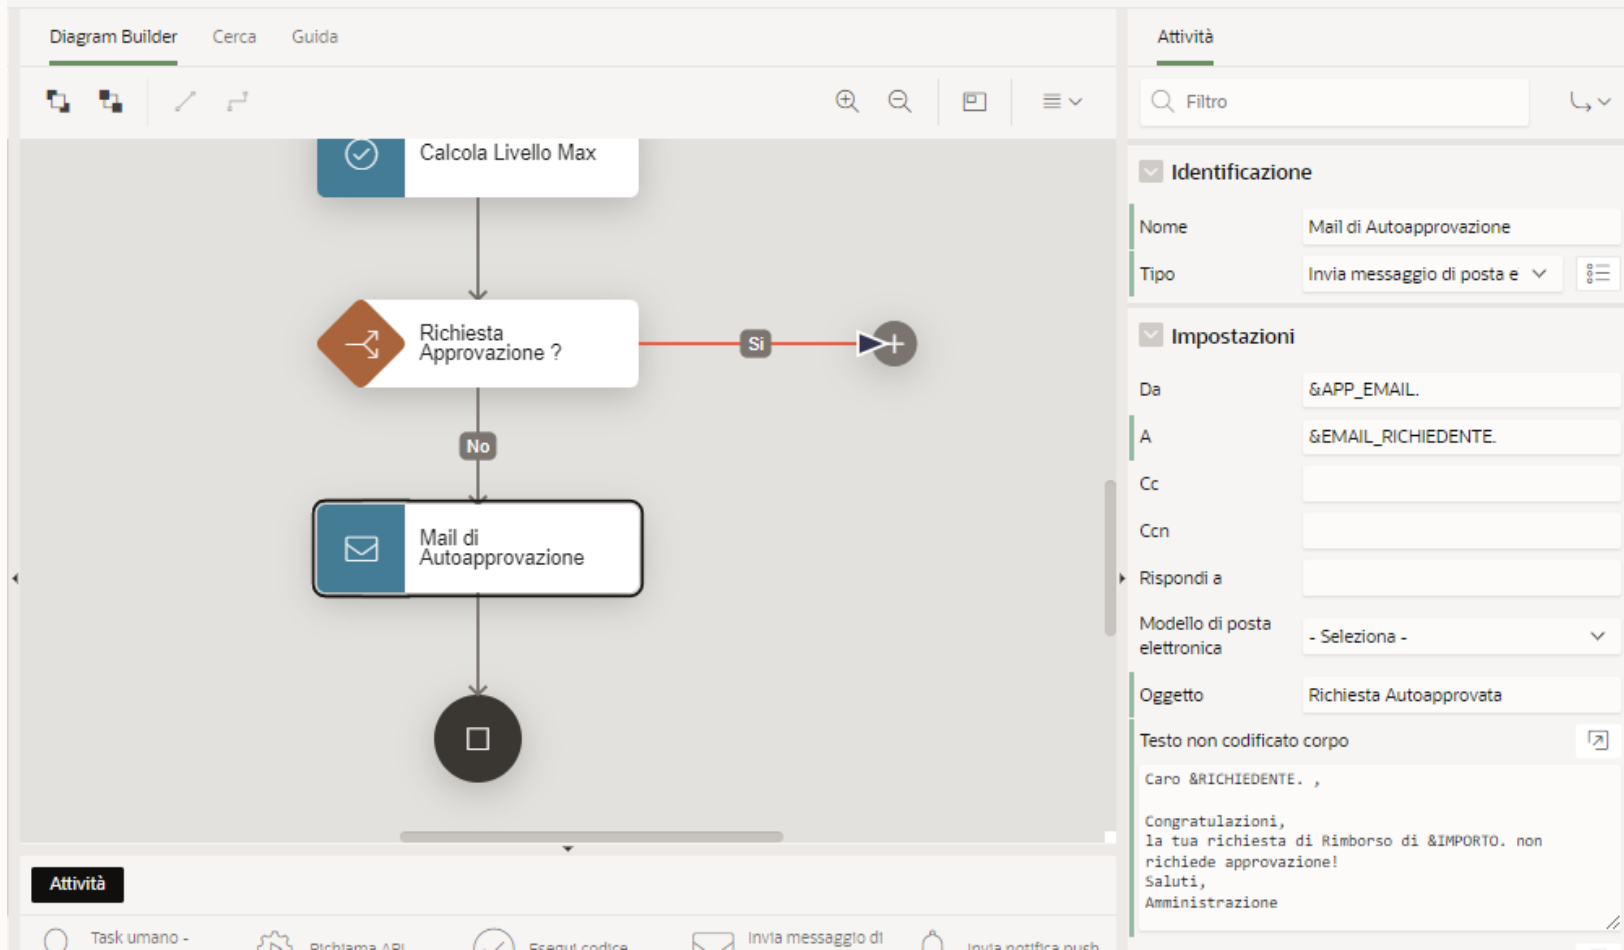 Diagram Builder
Cerca
Guida
Calcola Livello Max
Richiesta
Approvazione ?
Si
No
Mail di
Autoapprovazione
Attività
Task umano -
Richiama API
Esegui codice
Invia messaggio di
Invia notifica push
Attività
Filtro
Identificazione
Nome
Mail di Autoapprovazione
Tipo
Invia messaggio di posta e
Impostazioni
Da
&APP_EMAIL.
A
&EMAIL_RICHIEDENTE.
Cc
Ccn
Rispondi a
Modello di posta
elettronica
- Seleziona -
Oggetto
Richiesta Autoapprovata
Testo non codificato corpo
Caro &RICHIEDENTE. ,
Congratulazioni,
la tua richiesta di Rimborso di &IMPORTO. non
richiede approvazione!
Saluti,
Amministrazione